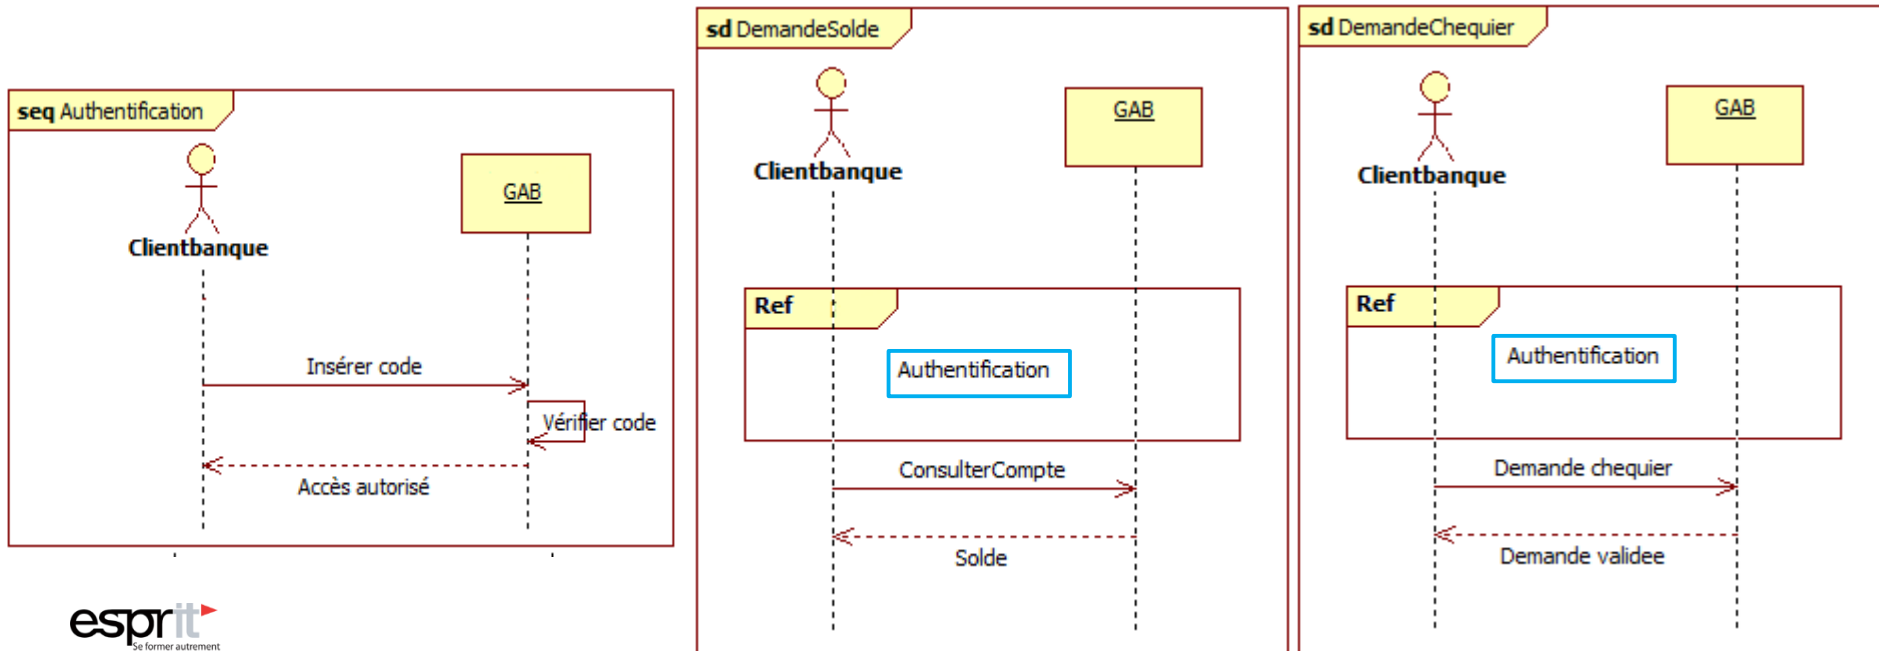 seq Authentification
Clientbanque
GAB
Insérer code
Vérifier code
Accès autorisé
esprit
Se former autrement
sd DemandeSolde
Clientbanque
GAB
Ref
Authentification
ConsulterCompte
Solde
sd DemandeChequier
Clientbanque
GAB
Ref
Authentification
Demande chequier
Demande validee